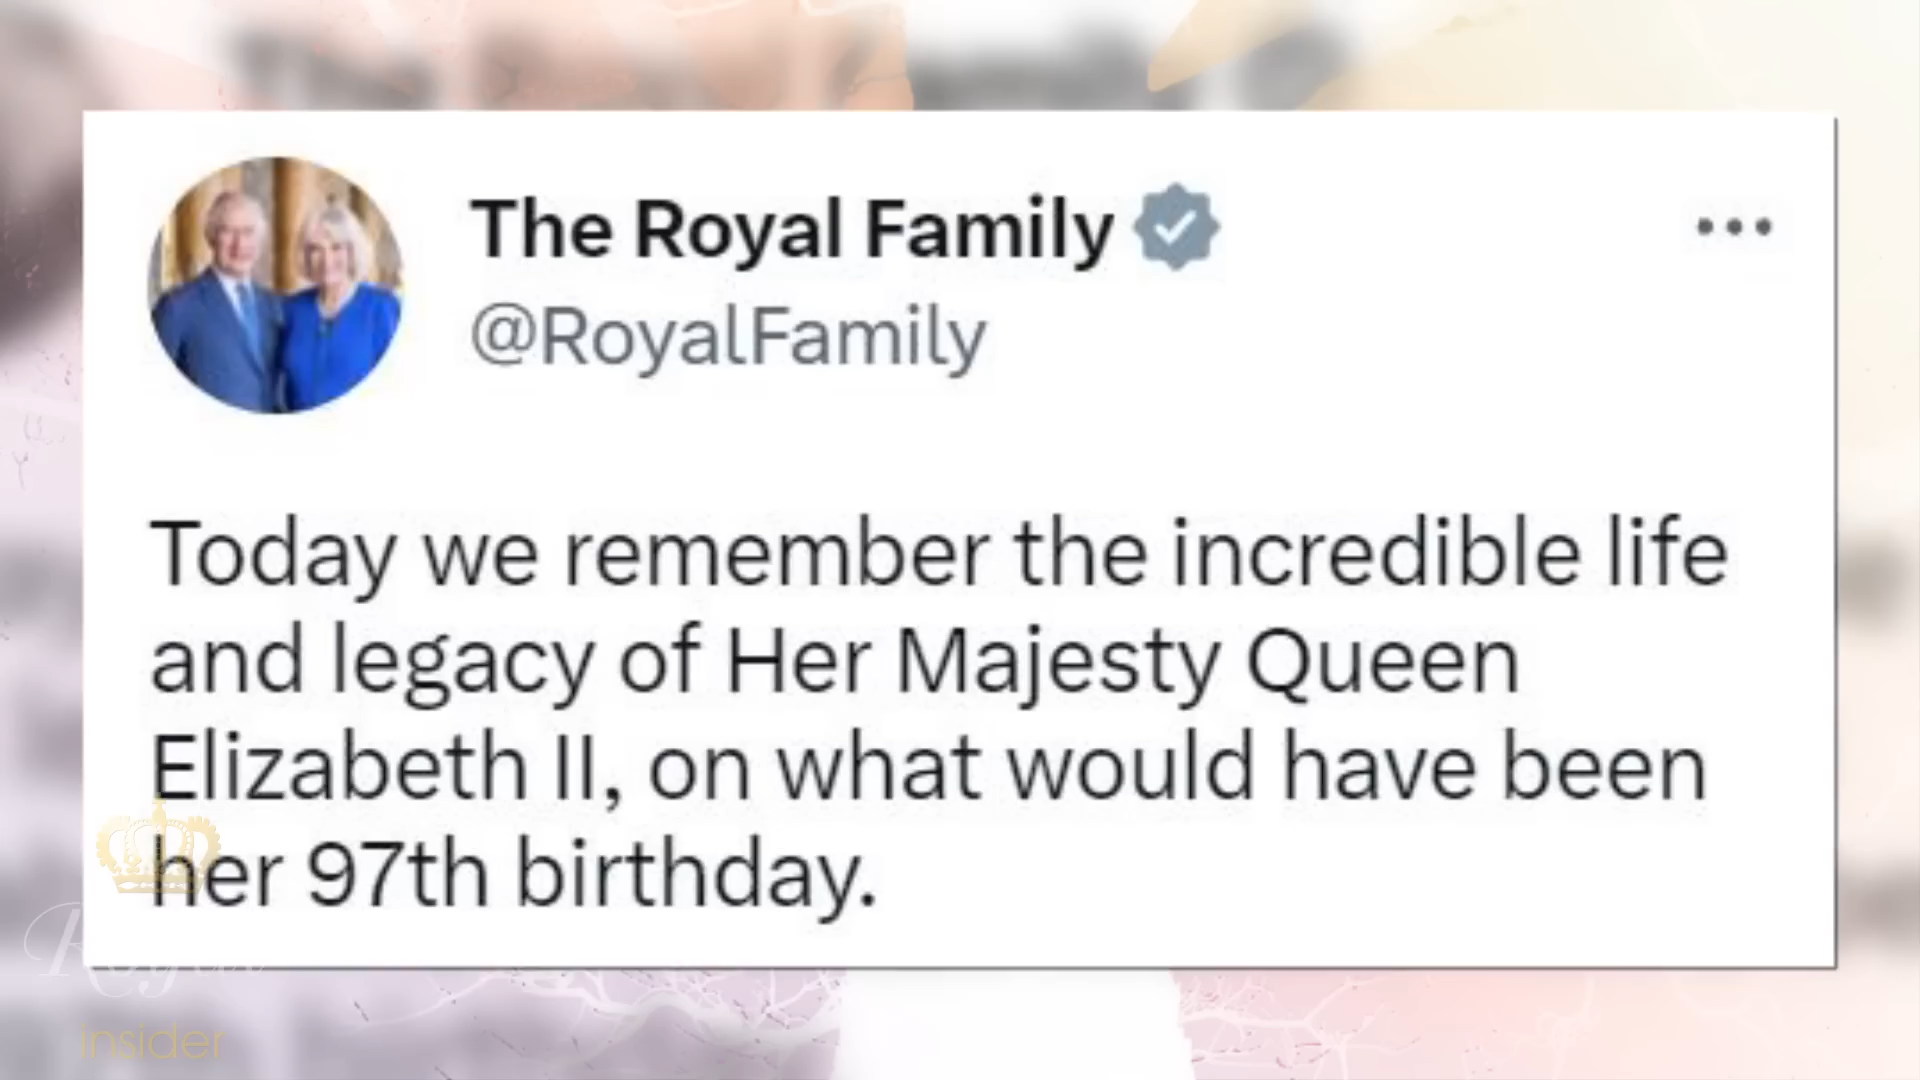 The Royal Family
@RoyalFamily
Today we remember the incredible life
and legacy of Her Majesty Queen
Elizabeth II, on what would have been
her 97th birthday.
Royal
insider